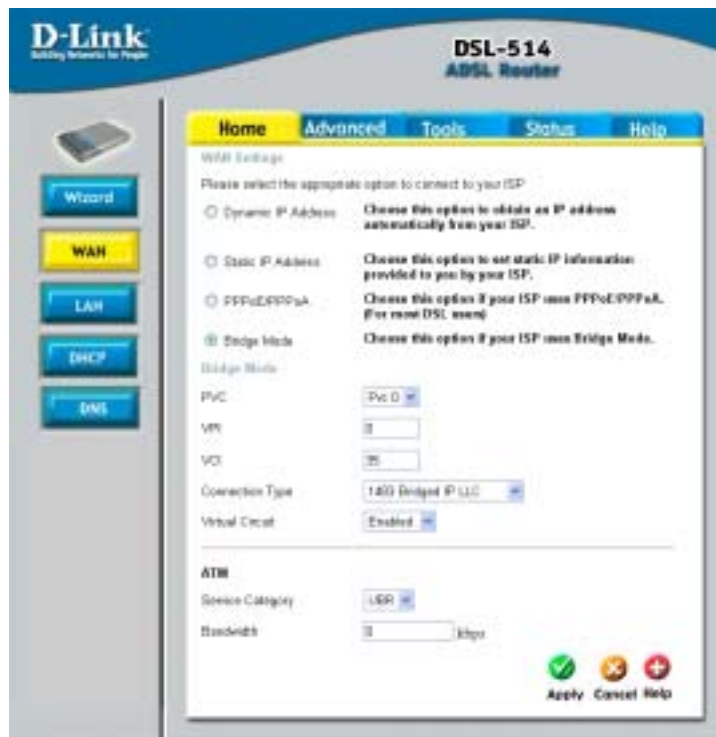 D-Link
Building Networks for People
DSL-514
ADSL Router
Home Advanced Tools Status Help
Wizard
WAN
LAN
DHCP
DNS
WAN Settings
Please select the appropriate option to connect to your ISP
Dynamic IP Address Choose this option to obtain an IP address
automatically from your ISP.
Static IP Address Choose this option to set static IP information
provided to you by your ISP.
PPPoE/PPPoA Choose this option if your ISP uses PPPoE/PPPoA.
(For most DSL users)
Bridge Mode Choose this option if your ISP uses Bridge Mode.
Bridge Mode
PVC Pvc 0
VPI
VCI 35
Connection Type 1483 Bridged IP LLC
Virtual Circuit Enabled
ATM
Service Category UBR
Bandwidth kbps
Apply Cancel Help